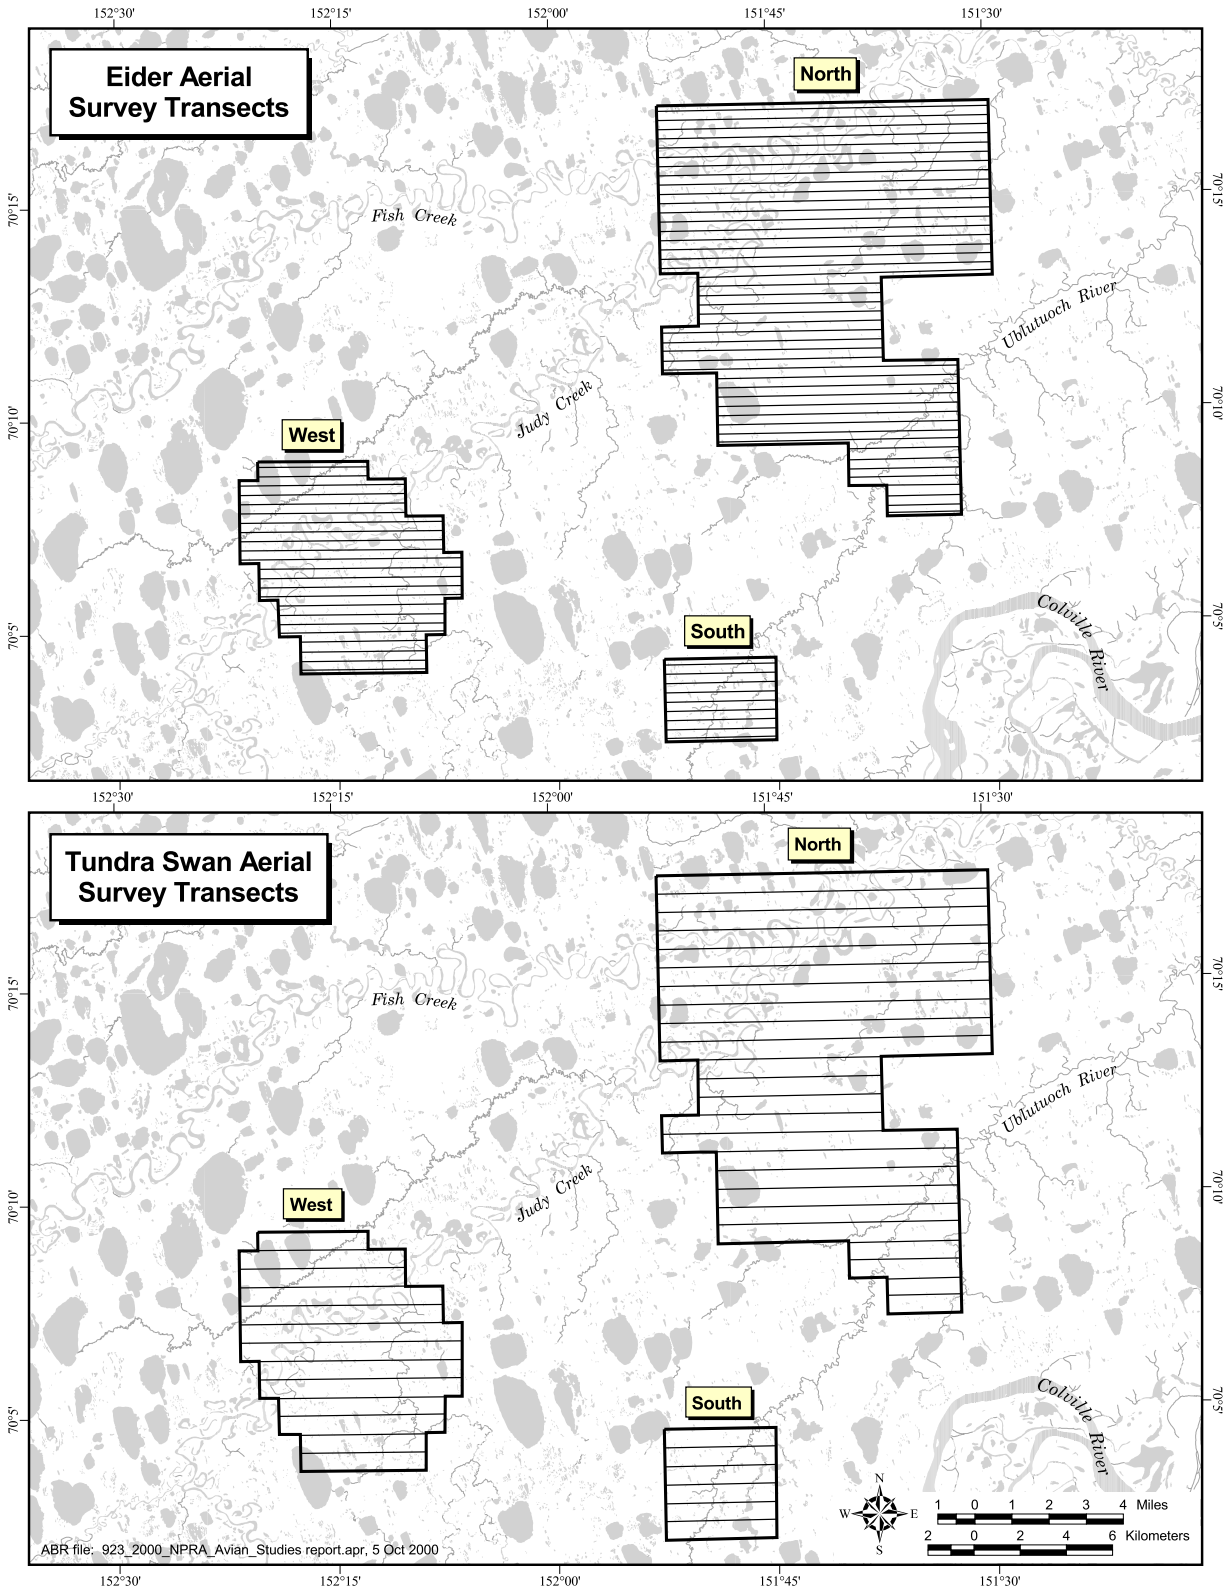 152°30' 152°15' 152°00' 151°45' 151°30'
Eider Aerial
Survey Transects
North
70°15'
70°15'
Fish Creek
Ublutuoch River
Judy Creek
70°10'
70°10'
West
South
Colville River
70°5'
70°5'
152°30' 152°15' 152°00' 151°45' 151°30'
Tundra Swan Aerial
Survey Transects
North
70°15'
70°15'
Fish Creek
Ublutuoch River
Judy Creek
70°10'
70°10'
West
South
Colville River
70°5'
70°5'
N
W E
S
1 0 1 2 3 4 Miles
2 0 2 4 6 Kilometers
ABR file: 923_2000_NPRA_Avian_Studies report.apr, 5 Oct 2000
152°30' 152°15' 152°00' 151°45' 151°30'